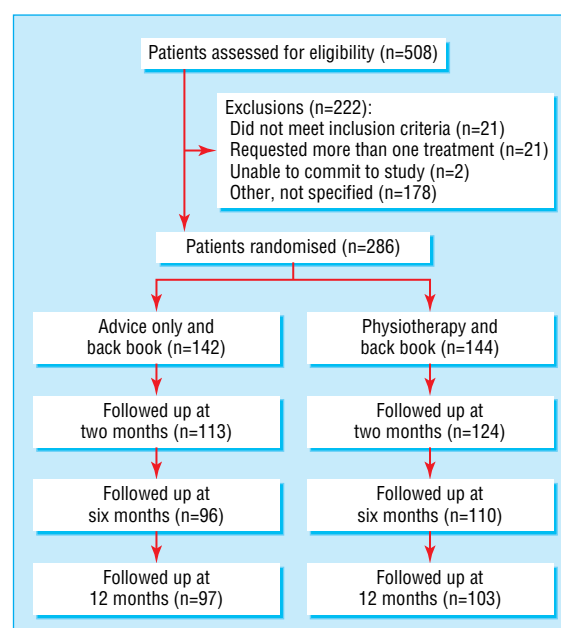 Patients assessed for eligibility (n=508)
Exclusions (n=222):
Did not meet inclusion criteria (n=21)
Requested more than one treatment (n=21)
Unable to commit to study (n=2)
Other, not specified (n=178)
Patients randomised (n=286)
Advice only and
back book (n=142)
Physiotherapy and
back book (n=144)
Followed up at
two months (n=113)
Followed up at
two months (n=124)
Followed up at
six months (n=96)
Followed up at
six months (n=110)
Followed up at
12 months (n=97)
Followed up at
12 months (n=103)